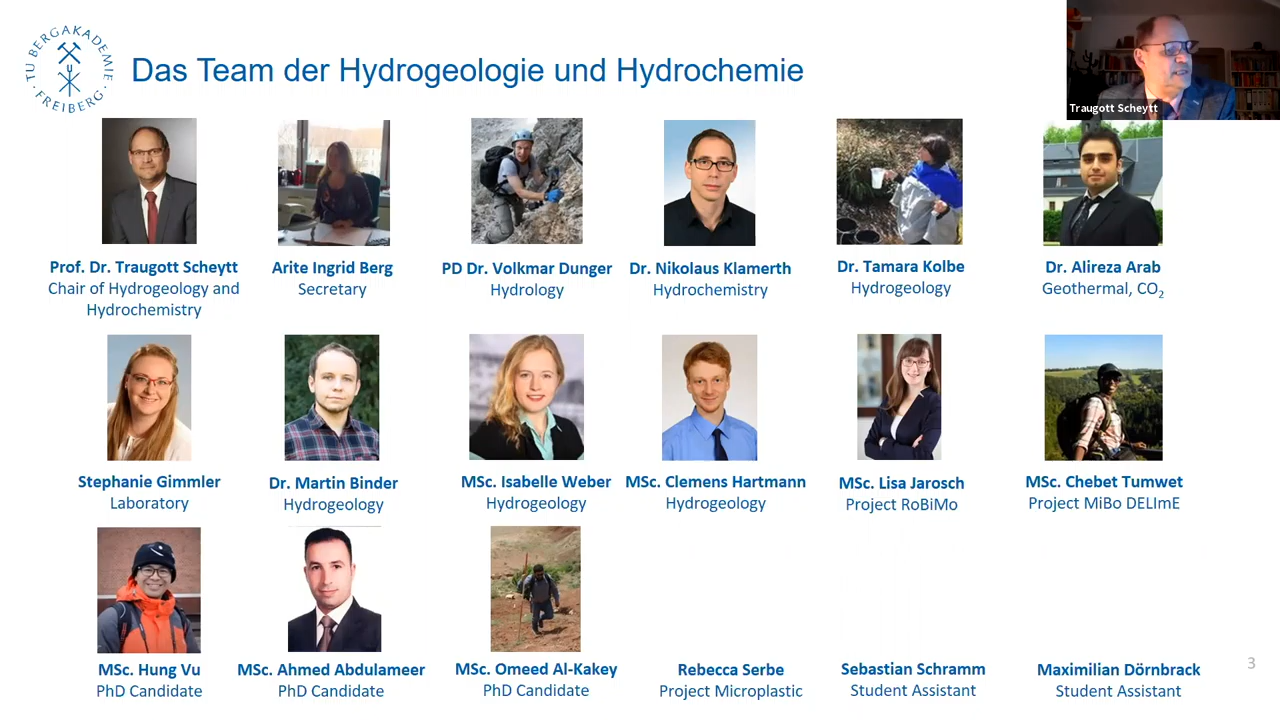 TU BERGAKADEMIE
· FREIBERG ·
Das Team der Hydrogeologie und Hydrochemie
Traugott Scheytt
Prof. Dr. Traugott Scheytt
Chair of Hydrogeology and
Hydrochemistry
Arite Ingrid Berg
Secretary
PD Dr. Volkmar Dunger
Hydrology
Dr. Nikolaus Klamerth
Hydrochemistry
Dr. Tamara Kolbe
Hydrogeology
Dr. Alireza Arab
Geothermal, CO₂
Stephanie Gimmler
Laboratory
Dr. Martin Binder
Hydrogeology
MSc. Isabelle Weber
Hydrogeology
MSc. Clemens Hartmann
Hydrogeology
MSc. Lisa Jarosch
Project RoBiMo
MSc. Chebet Tumwet
Project MiBo DELImE
MSc. Hung Vu
PhD Candidate
MSc. Ahmed Abdulameer
PhD Candidate
MSc. Omeed Al-Kakey
PhD Candidate
Rebecca Serbe
Project Microplastic
Sebastian Schramm
Student Assistant
Maximilian Dörnbrack
Student Assistant
3